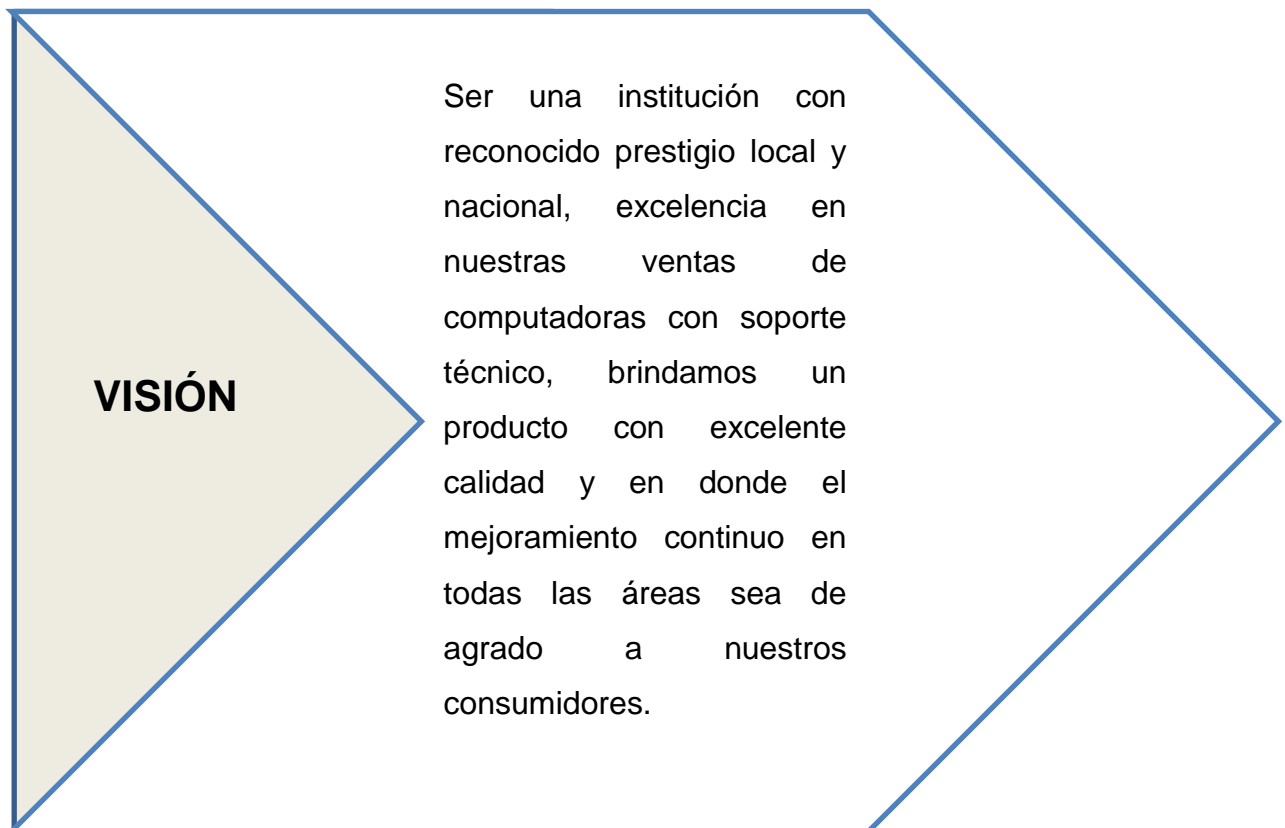 VISIÓN
Ser una institución con
reconocido prestigio local y
nacional, excelencia en
nuestras ventas de
computadoras con soporte
técnico, brindamos un
producto con excelente
calidad y en donde el
mejoramiento continuo en
todas las áreas sea de
agrado a nuestros
consumidores.